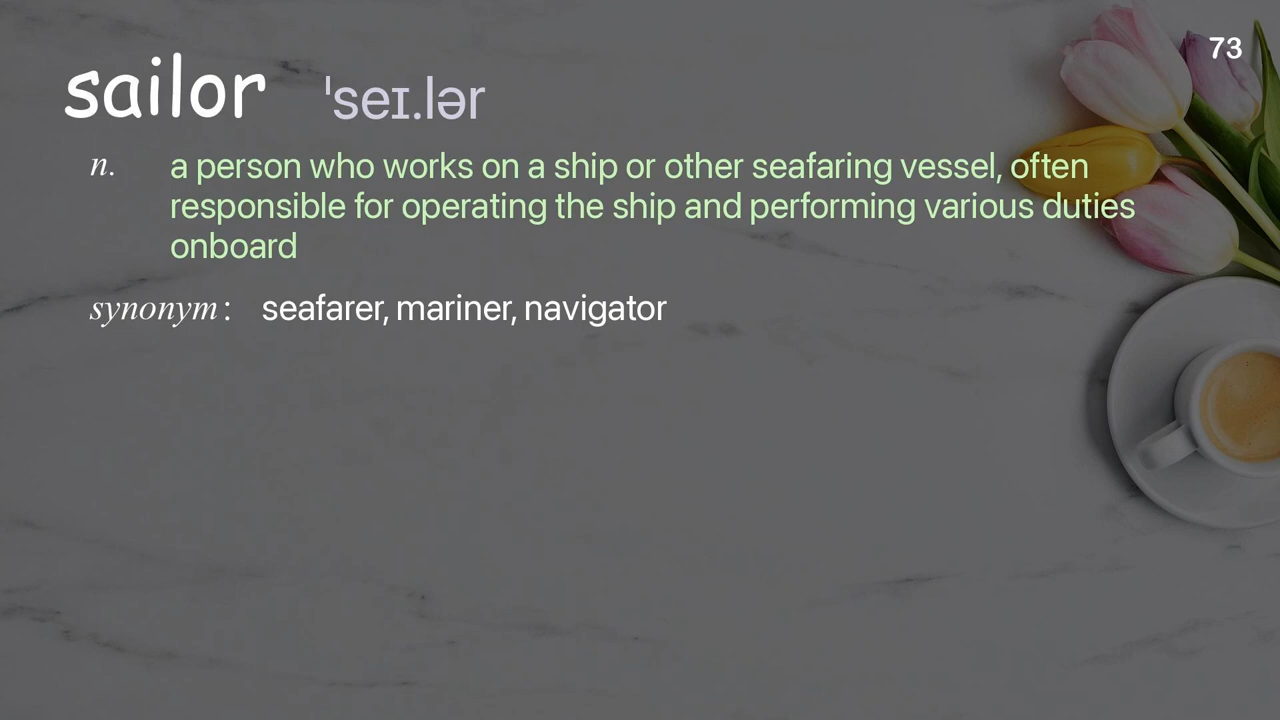 73
sailor ˈseɪ.lər
n. a person who works on a ship or other seafaring vessel, often
responsible for operating the ship and performing various duties
onboard
synonym: seafarer, mariner, navigator